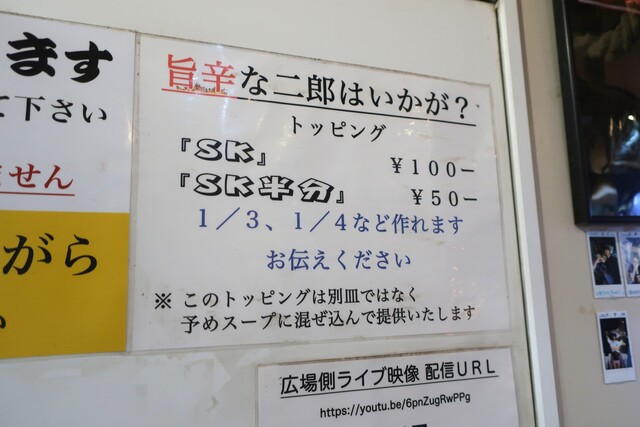 ます
て下さい
ません
がら
い
旨辛な二郎はいかが？
トッピング
『SK』 ￥１００－
『SK半分』 ￥５０－
１／３、１／４など作れます
お伝えください
※ このトッピングは別皿ではなく
予めスープに混ぜ込んで提供いたします
広場側ライブ映像 配信ＵＲＬ
https://youtu.be/6pnZugRwPPg